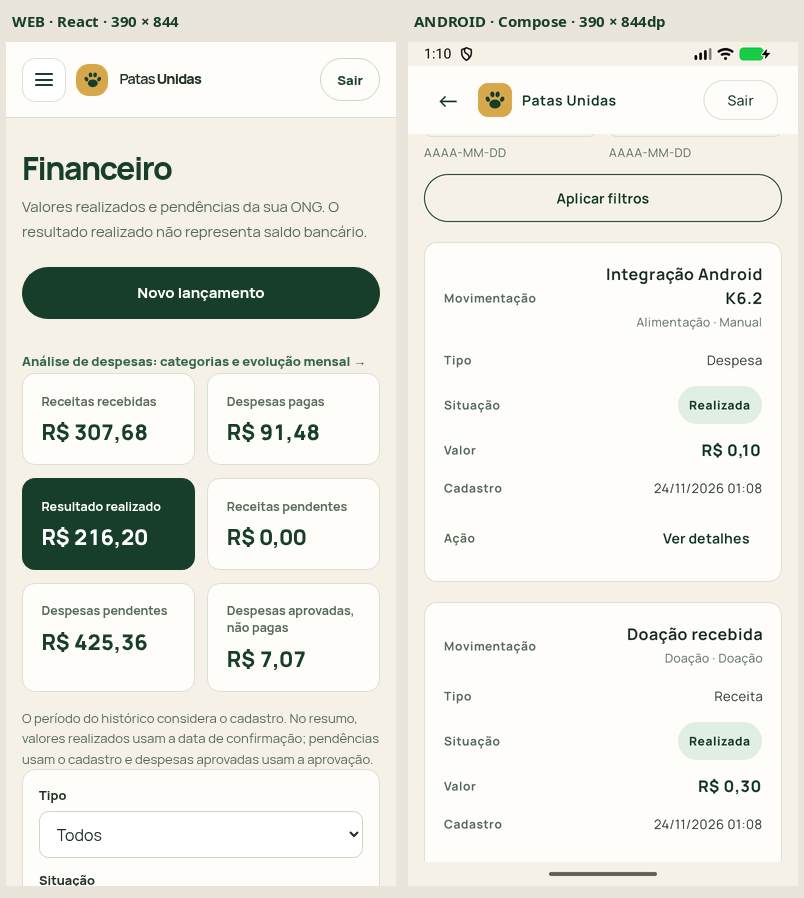 WEB · React · 390 × 844
Patas Unidas
Sair
Financeiro
Valores realizados e pendências da sua ONG. O
resultado realizado não representa saldo bancário.
Novo lançamento
Análise de despesas: categorias e evolução mensal →
Receitas recebidas
R$ 307,68
Despesas pagas
R$ 91,48
Resultado realizado
R$ 216,20
Receitas pendentes
R$ 0,00
Despesas pendentes
R$ 425,36
Despesas aprovadas,
não pagas
R$ 7,07
O período do histórico considera o cadastro. No resumo,
valores realizados usam a data de confirmação; pendências
usam o cadastro e despesas aprovadas usam a aprovação.
Tipo
Todos
Situação
ANDROID · Compose · 390 × 844dp
1:10
Patas Unidas
Sair
AAAA-MM-DD
AAAA-MM-DD
Aplicar filtros
Movimentação
Integração Android
K6.2
Alimentação · Manual
Tipo
Despesa
Situação
Realizada
Valor
R$ 0,10
Cadastro
24/11/2026 01:08
Ação
Ver detalhes
Movimentação
Doação recebida
Doação · Doação
Tipo
Receita
Situação
Realizada
Valor
R$ 0,30
Cadastro
24/11/2026 01:08